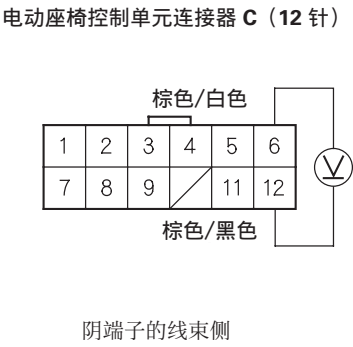 电动座椅控制单元连接器 C（12 针）
棕色/白色
1 2 3 4 5 6
V
7 8 9 11 12
棕色/黑色
阴端子的线束侧